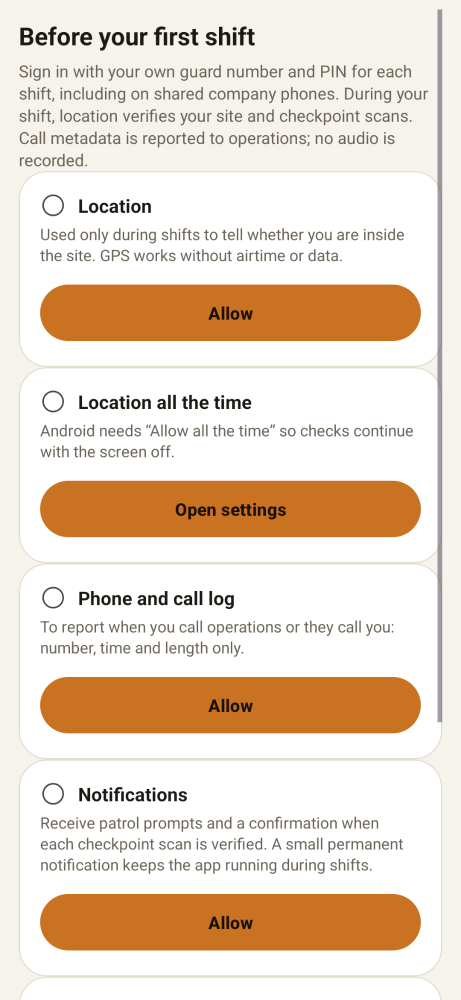 Before your first shift
Sign in with your own guard number and PIN for each
shift, including on shared company phones. During your
shift, location verifies your site and checkpoint scans.
Call metadata is reported to operations; no audio is
recorded.
Location
Used only during shifts to tell whether you are inside
the site. GPS works without airtime or data.
Allow
Location all the time
Android needs “Allow all the time” so checks continue
with the screen off.
Open settings
Phone and call log
To report when you call operations or they call you:
number, time and length only.
Allow
Notifications
Receive patrol prompts and a confirmation when
each checkpoint scan is verified. A small permanent
notification keeps the app running during shifts.
Allow